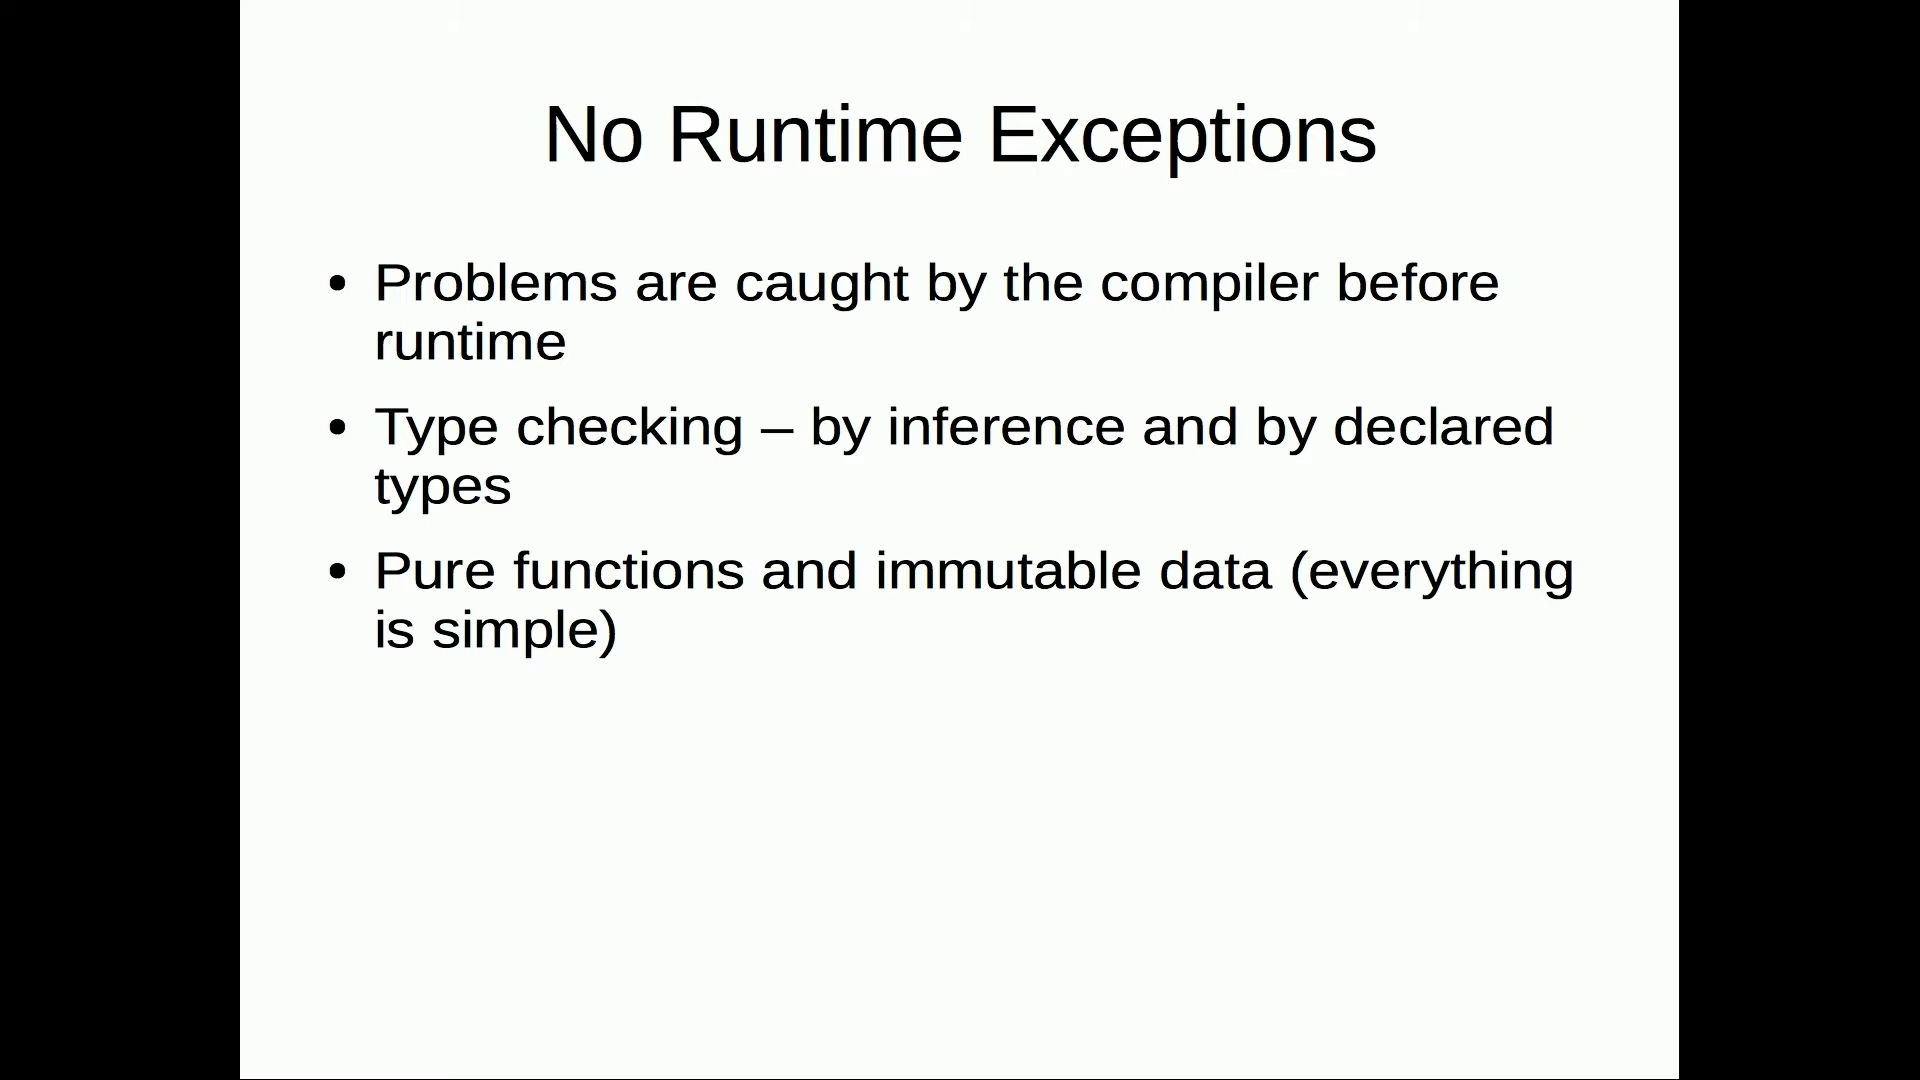 No Runtime Exceptions
• Problems are caught by the compiler before
runtime
• Type checking – by inference and by declared
types
• Pure functions and immutable data (everything
is simple)